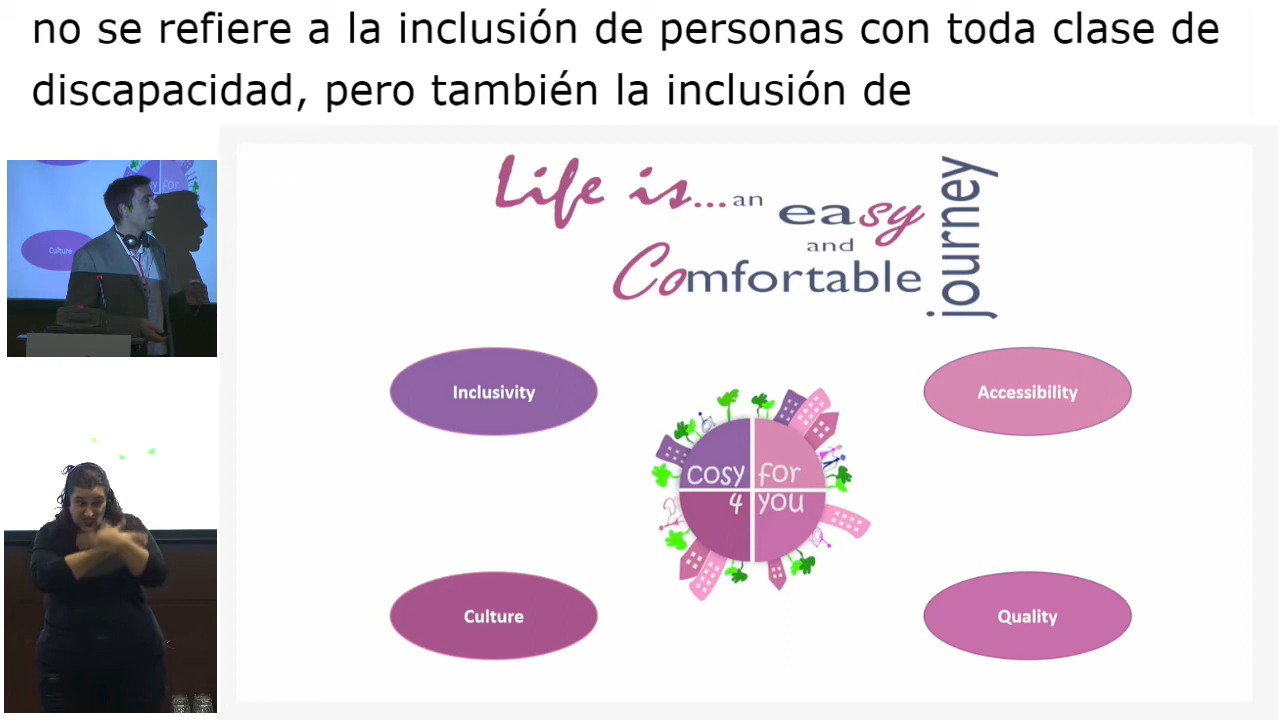 no se refiere a la inclusión de personas con toda clase de
discapacidad, pero también la inclusión de
Life is... an easy
and
Comfortable
journey
Inclusivity
Accessibility
cosy for
4 you
Culture
Quality
Culture